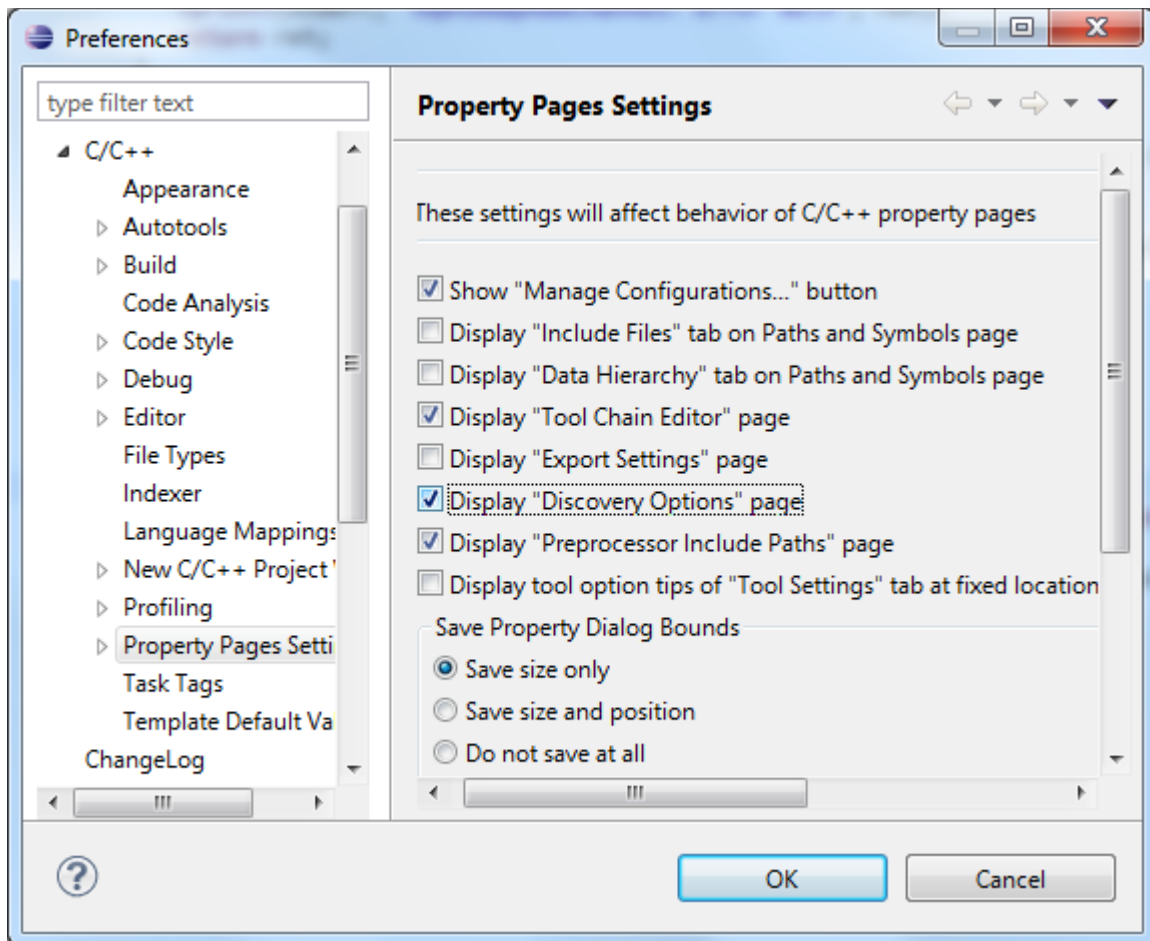 Preferences
type filter text
C/C++
Appearance
Autotools
Build
Code Analysis
Code Style
Debug
Editor
File Types
Indexer
Language Mappings
New C/C++ Project
Profiling
Property Pages Setti
Task Tags
Template Default Va
ChangeLog
Property Pages Settings
These settings will affect behavior of C/C++ property pages
Show "Manage Configurations..." button
Display "Include Files" tab on Paths and Symbols page
Display "Data Hierarchy" tab on Paths and Symbols page
Display "Tool Chain Editor" page
Display "Export Settings" page
Display "Discovery Options" page
Display "Preprocessor Include Paths" page
Display tool option tips of "Tool Settings" tab at fixed location
Save Property Dialog Bounds
Save size only
Save size and position
Do not save at all
OK
Cancel